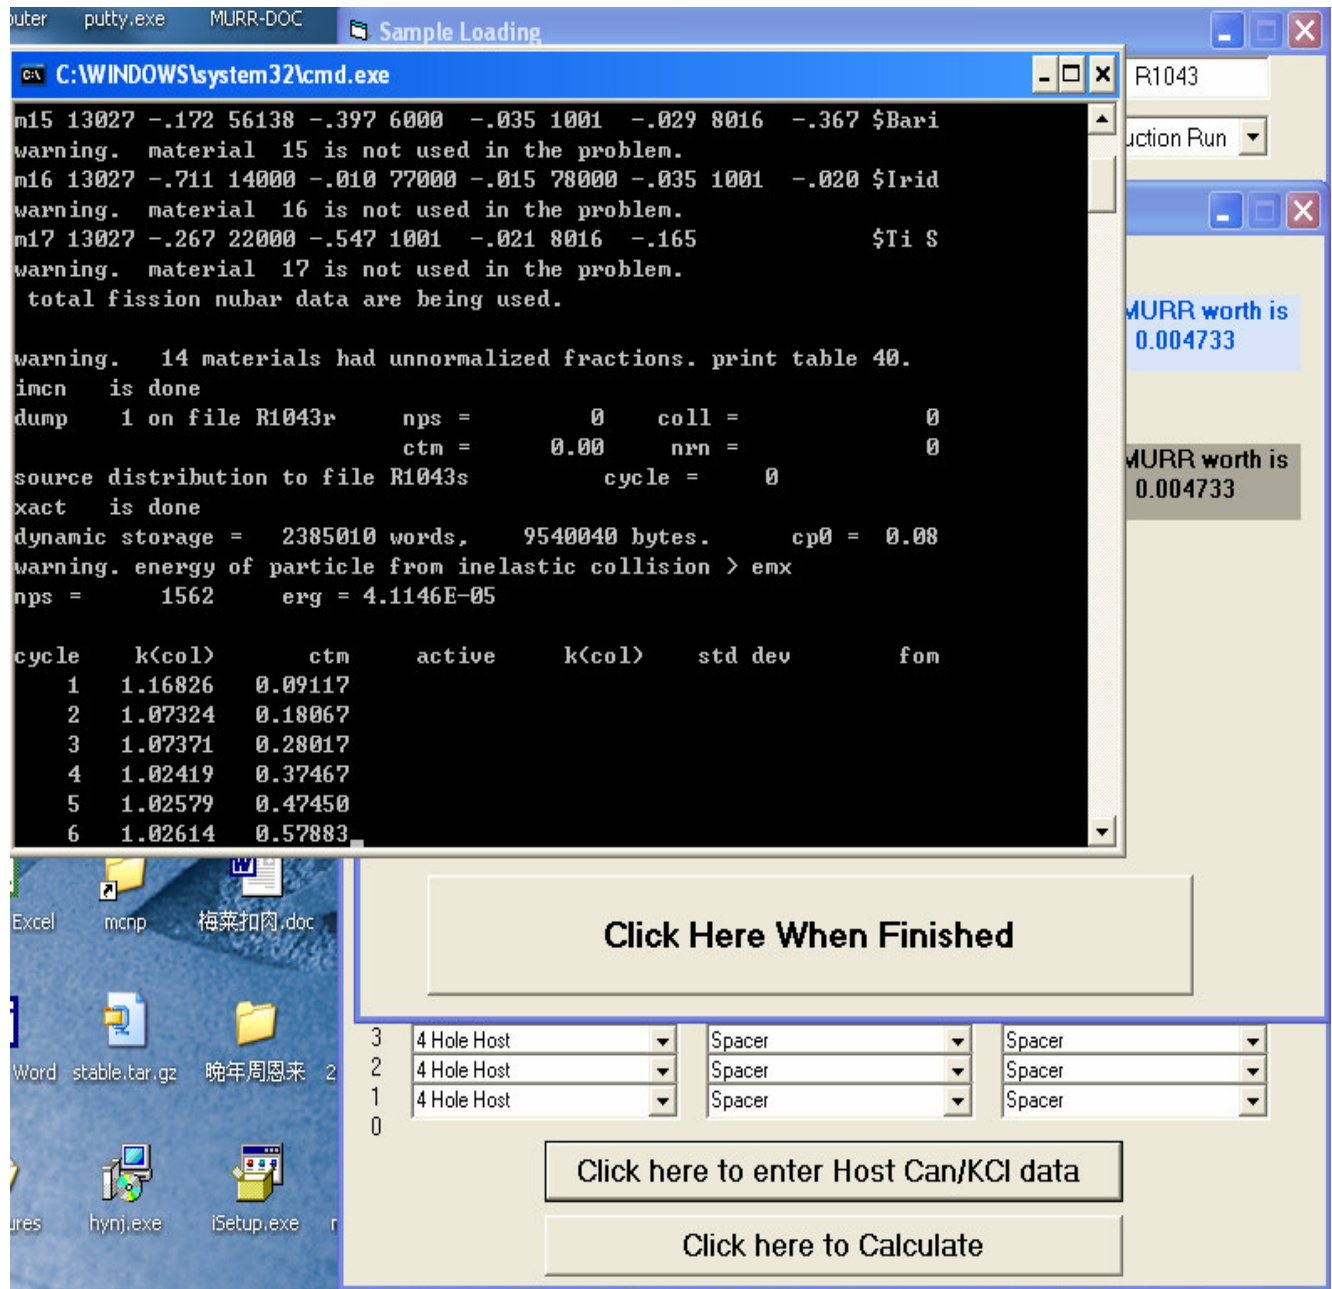 putty.exe
MURR-DOC
Sample Loading
C:\WINDOWS\system32\cmd.exe
R1043
m15 13027 -.172 56138 -.397 6000  -.035 1001  -.029 8016  -.367 $Bari
warning.  material  15 is not used in the problem.
m16 13027 -.711 14000 -.010 77000 -.015 78000 -.035 1001  -.020 $Irid
warning.  material  16 is not used in the problem.
m17 13027 -.267 22000 -.547 1001  -.021 8016  -.165             $Ti S
warning.  material  17 is not used in the problem.
 total fission nubar data are being used.
warning.   14 materials had unnormalized fractions. print table 40.
imcn   is done
dump    1 on file R1043r     nps =         0    coll =              0
ctm =      0.00     nrn =              0
source distribution to file R1043s        cycle =     0
xact   is done
dynamic storage =   2385010 words,    9540040 bytes.      cp0 =  0.08
warning. energy of particle from inelastic collision > emx
nps =      1562     erg = 4.1146E-05
cycle    k(col)       ctm     active     k(col)    std dev      fom
1   1.16826   0.09117
2   1.07324   0.18067
3   1.07371   0.28017
4   1.02419   0.37467
5   1.02579   0.47450
6   1.02614   0.57883
uction Run
MURR worth is
0.004733
MURR worth is
0.004733
Click Here When Finished
Excel
mcnp
梅菜扣肉.doc
Word
stable.tar.gz
晚年周恩来
2
ures
hynj.exe
iSetup.exe
3 4 Hole Host Spacer Spacer
2 4 Hole Host Spacer Spacer
1 4 Hole Host Spacer Spacer
0
Click here to enter Host Can/KCl data
Click here to Calculate